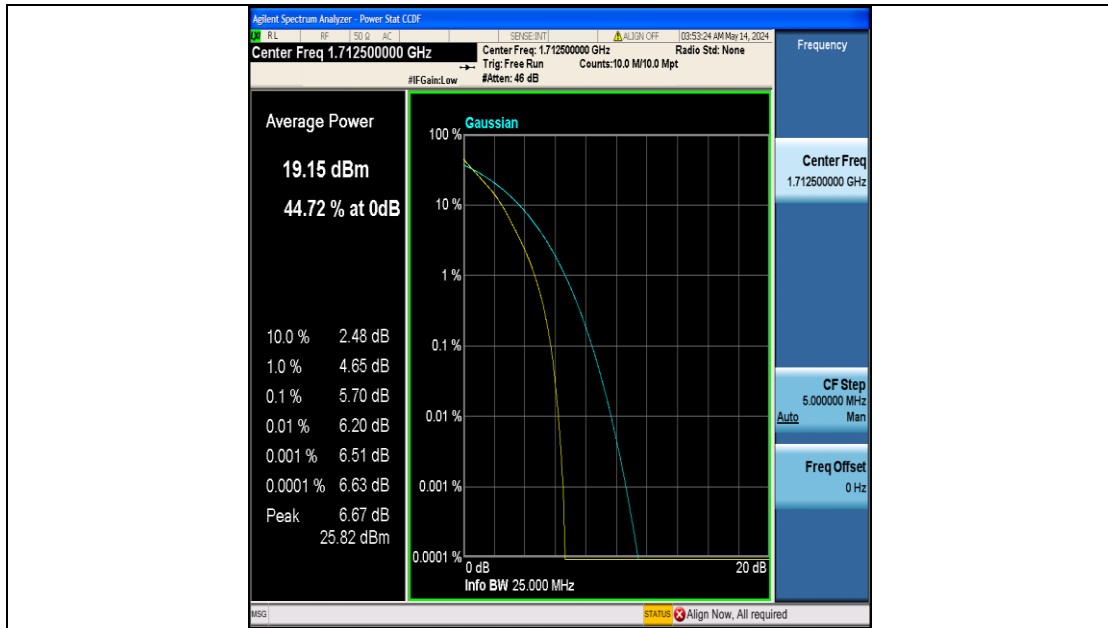 Agilent Spectrum Analyzer - Power Stat CCDF
RL RF 50 Ω AC SENSE:INT ALIGN OFF 03:53:24 AM May 14, 2024
Center Freq 1.712500000 GHz
Center Freq: 1.712500000 GHz Radio Std: None
Trig: Free Run Counts:10.0 M/10.0 Mpt
#IFGain:Low #Atten: 46 dB
Frequency
Average Power
19.15 dBm
44.72 % at 0dB
10.0 % 2.48 dB
1.0 % 4.65 dB
0.1 % 5.70 dB
0.01 % 6.20 dB
0.001 % 6.51 dB
0.0001 % 6.63 dB
Peak 6.67 dB
25.82 dBm
Gaussian
100 %
10 %
1 %
0.1 %
0.01 %
0.001 %
0.0001 %
0 dB 20 dB
Info BW 25.000 MHz
Center Freq
1.712500000 GHz
CF Step
5.000000 MHz
Auto Man
Freq Offset
0 Hz
MSG STATUS Align Now, All required